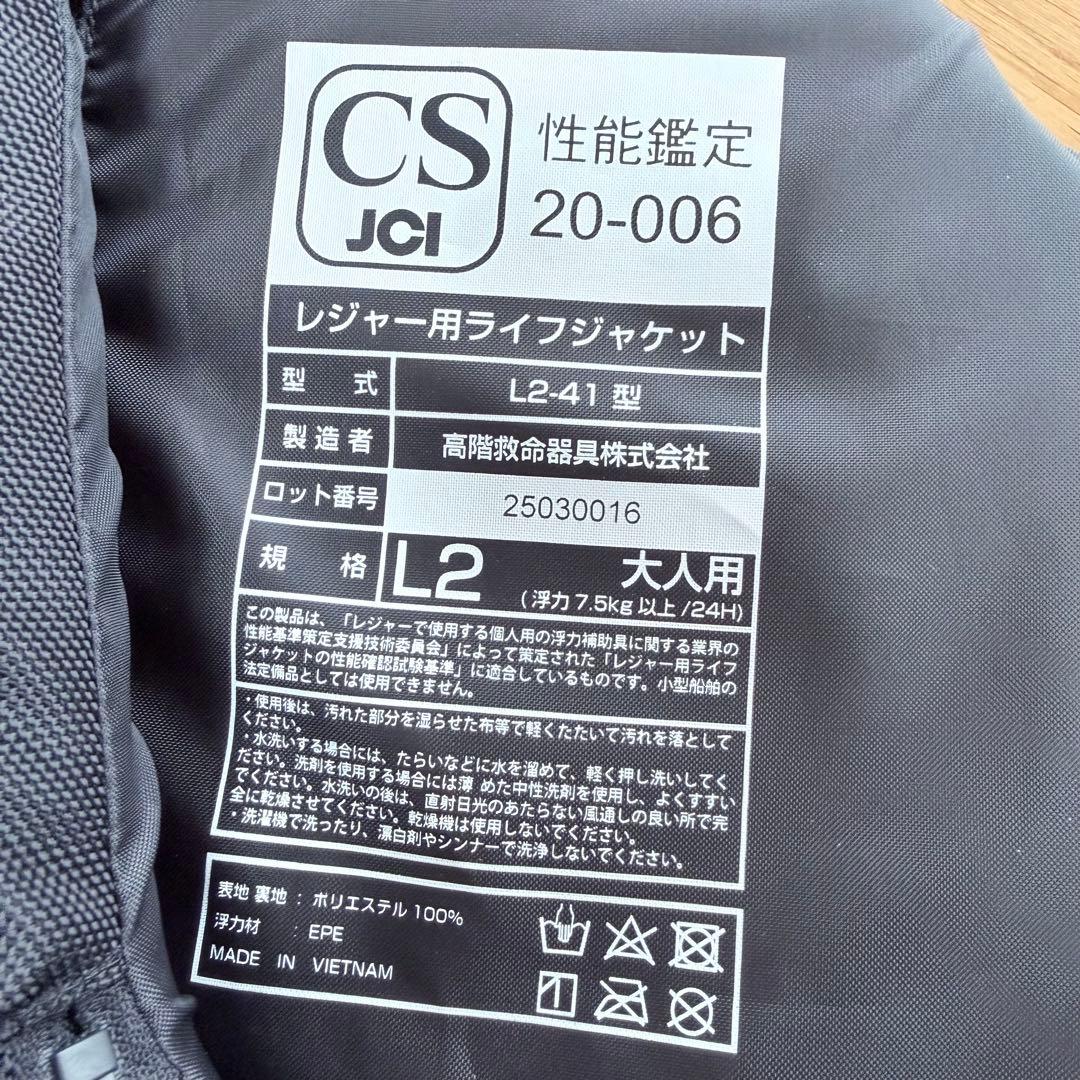 CS
JCI
性能鑑定
20-006
レジャー用ライフジャケット
型 式 L2-41 型
製造者 高階救命器具株式会社
ロット番号 25030016
規 格 L2 大人用
(浮力 7.5kg 以上 /24H)
この製品は、「レジャーで使用する個人用の浮力補助具に関する業界の
性能基準策定支援技術委員会」によって策定された「レジャー用ライフ
ジャケットの性能確認試験基準」に適合しているものです。小型船舶の
法定備品としては使用できません。
・使用後は、汚れた部分を湿らせた布等で軽くたたいて汚れを落として
ください。
・水洗いする場合には、たらいなどに水を溜めて、軽く押し洗いしてく
ださい。洗剤を使用する場合には薄 めた中性洗剤を使用し、よくすすい
でください。水洗いの後は、直射日光のあたらない風通しの良い所で完
全に乾燥させてください。乾燥機は使用しないでください。
・洗濯機で洗ったり、漂白剤やシンナーで洗浄しないでください。
表地 裏地 : ポリエステル 100%
浮力材 : EPE
MADE IN VIETNAM